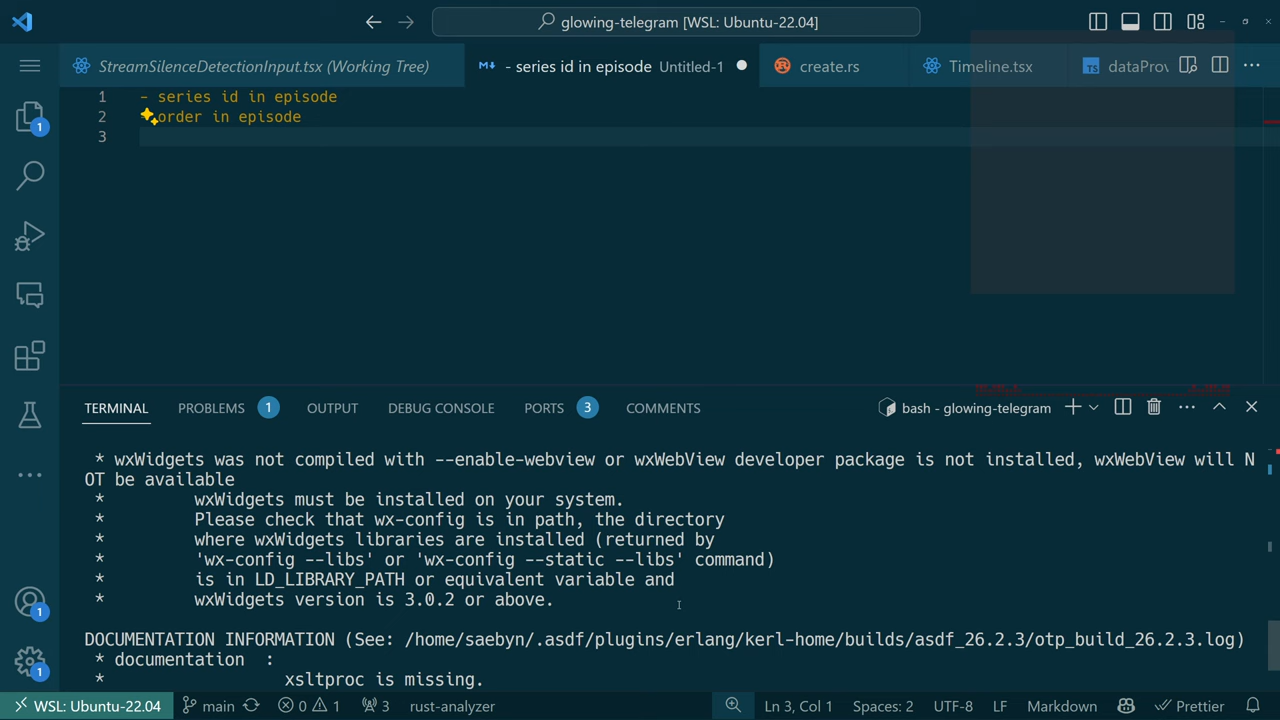 glowing-telegram [WSL: Ubuntu-22.04]
StreamSilenceDetectionInput.tsx (Working Tree)
- series id in episode Untitled-1
create.rs
Timeline.tsx
TS dataProv
1 - series id in episode
2 order in episode
3
1
TERMINAL
PROBLEMS 1
OUTPUT
DEBUG CONSOLE
PORTS 3
COMMENTS
bash - glowing-telegram
* wxWidgets was not compiled with --enable-webview or wxWebView developer package is not installed, wxWebView will N
OT be available
* wxWidgets must be installed on your system.
* Please check that wx-config is in path, the directory
* where wxWidgets libraries are installed (returned by
* 'wx-config --libs' or 'wx-config --static --libs' command)
* is in LD_LIBRARY_PATH or equivalent variable and
* wxWidgets version is 3.0.2 or above.
DOCUMENTATION INFORMATION (See: /home/saebyn/.asdf/plugins/erlang/kerl-home/builds/asdf_26.2.3/otp_build_26.2.3.log)
* documentation :
* xsltproc is missing.
1
1
WSL: Ubuntu-22.04
main
0 1
3
rust-analyzer
Ln 3, Col 1
Spaces: 2
UTF-8
LF
Markdown
Prettier